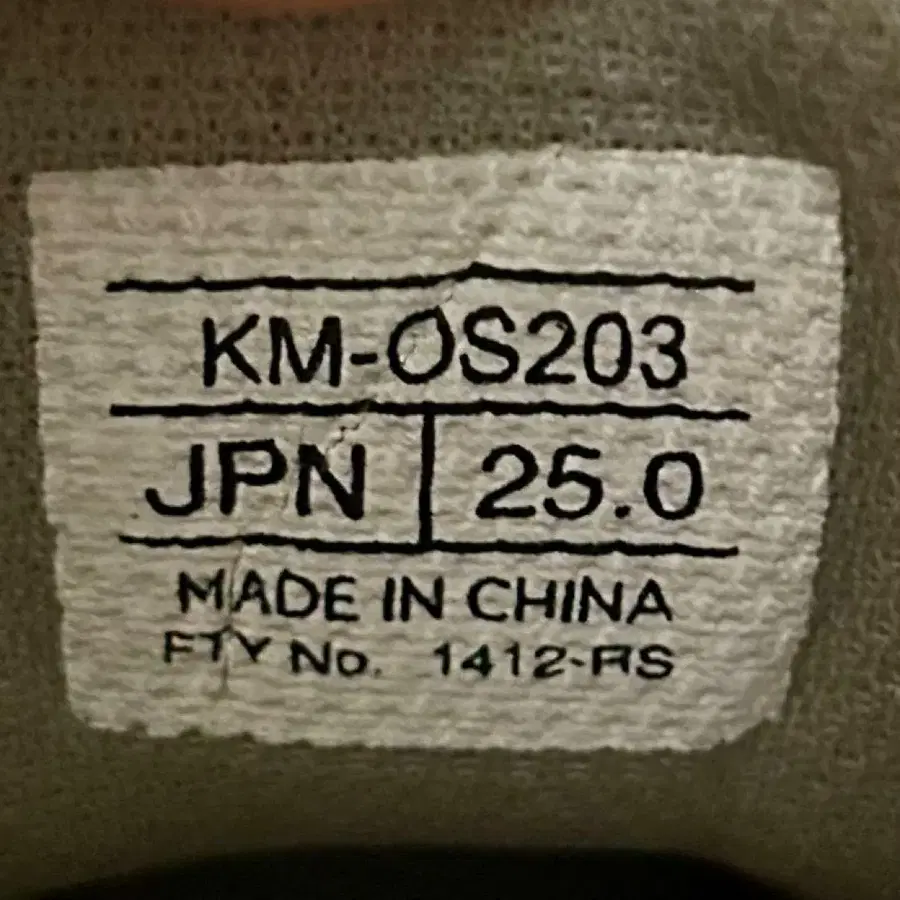 KM-OS203
JPN 25.0
MADE IN CHINA
FTY No. 1412-RS